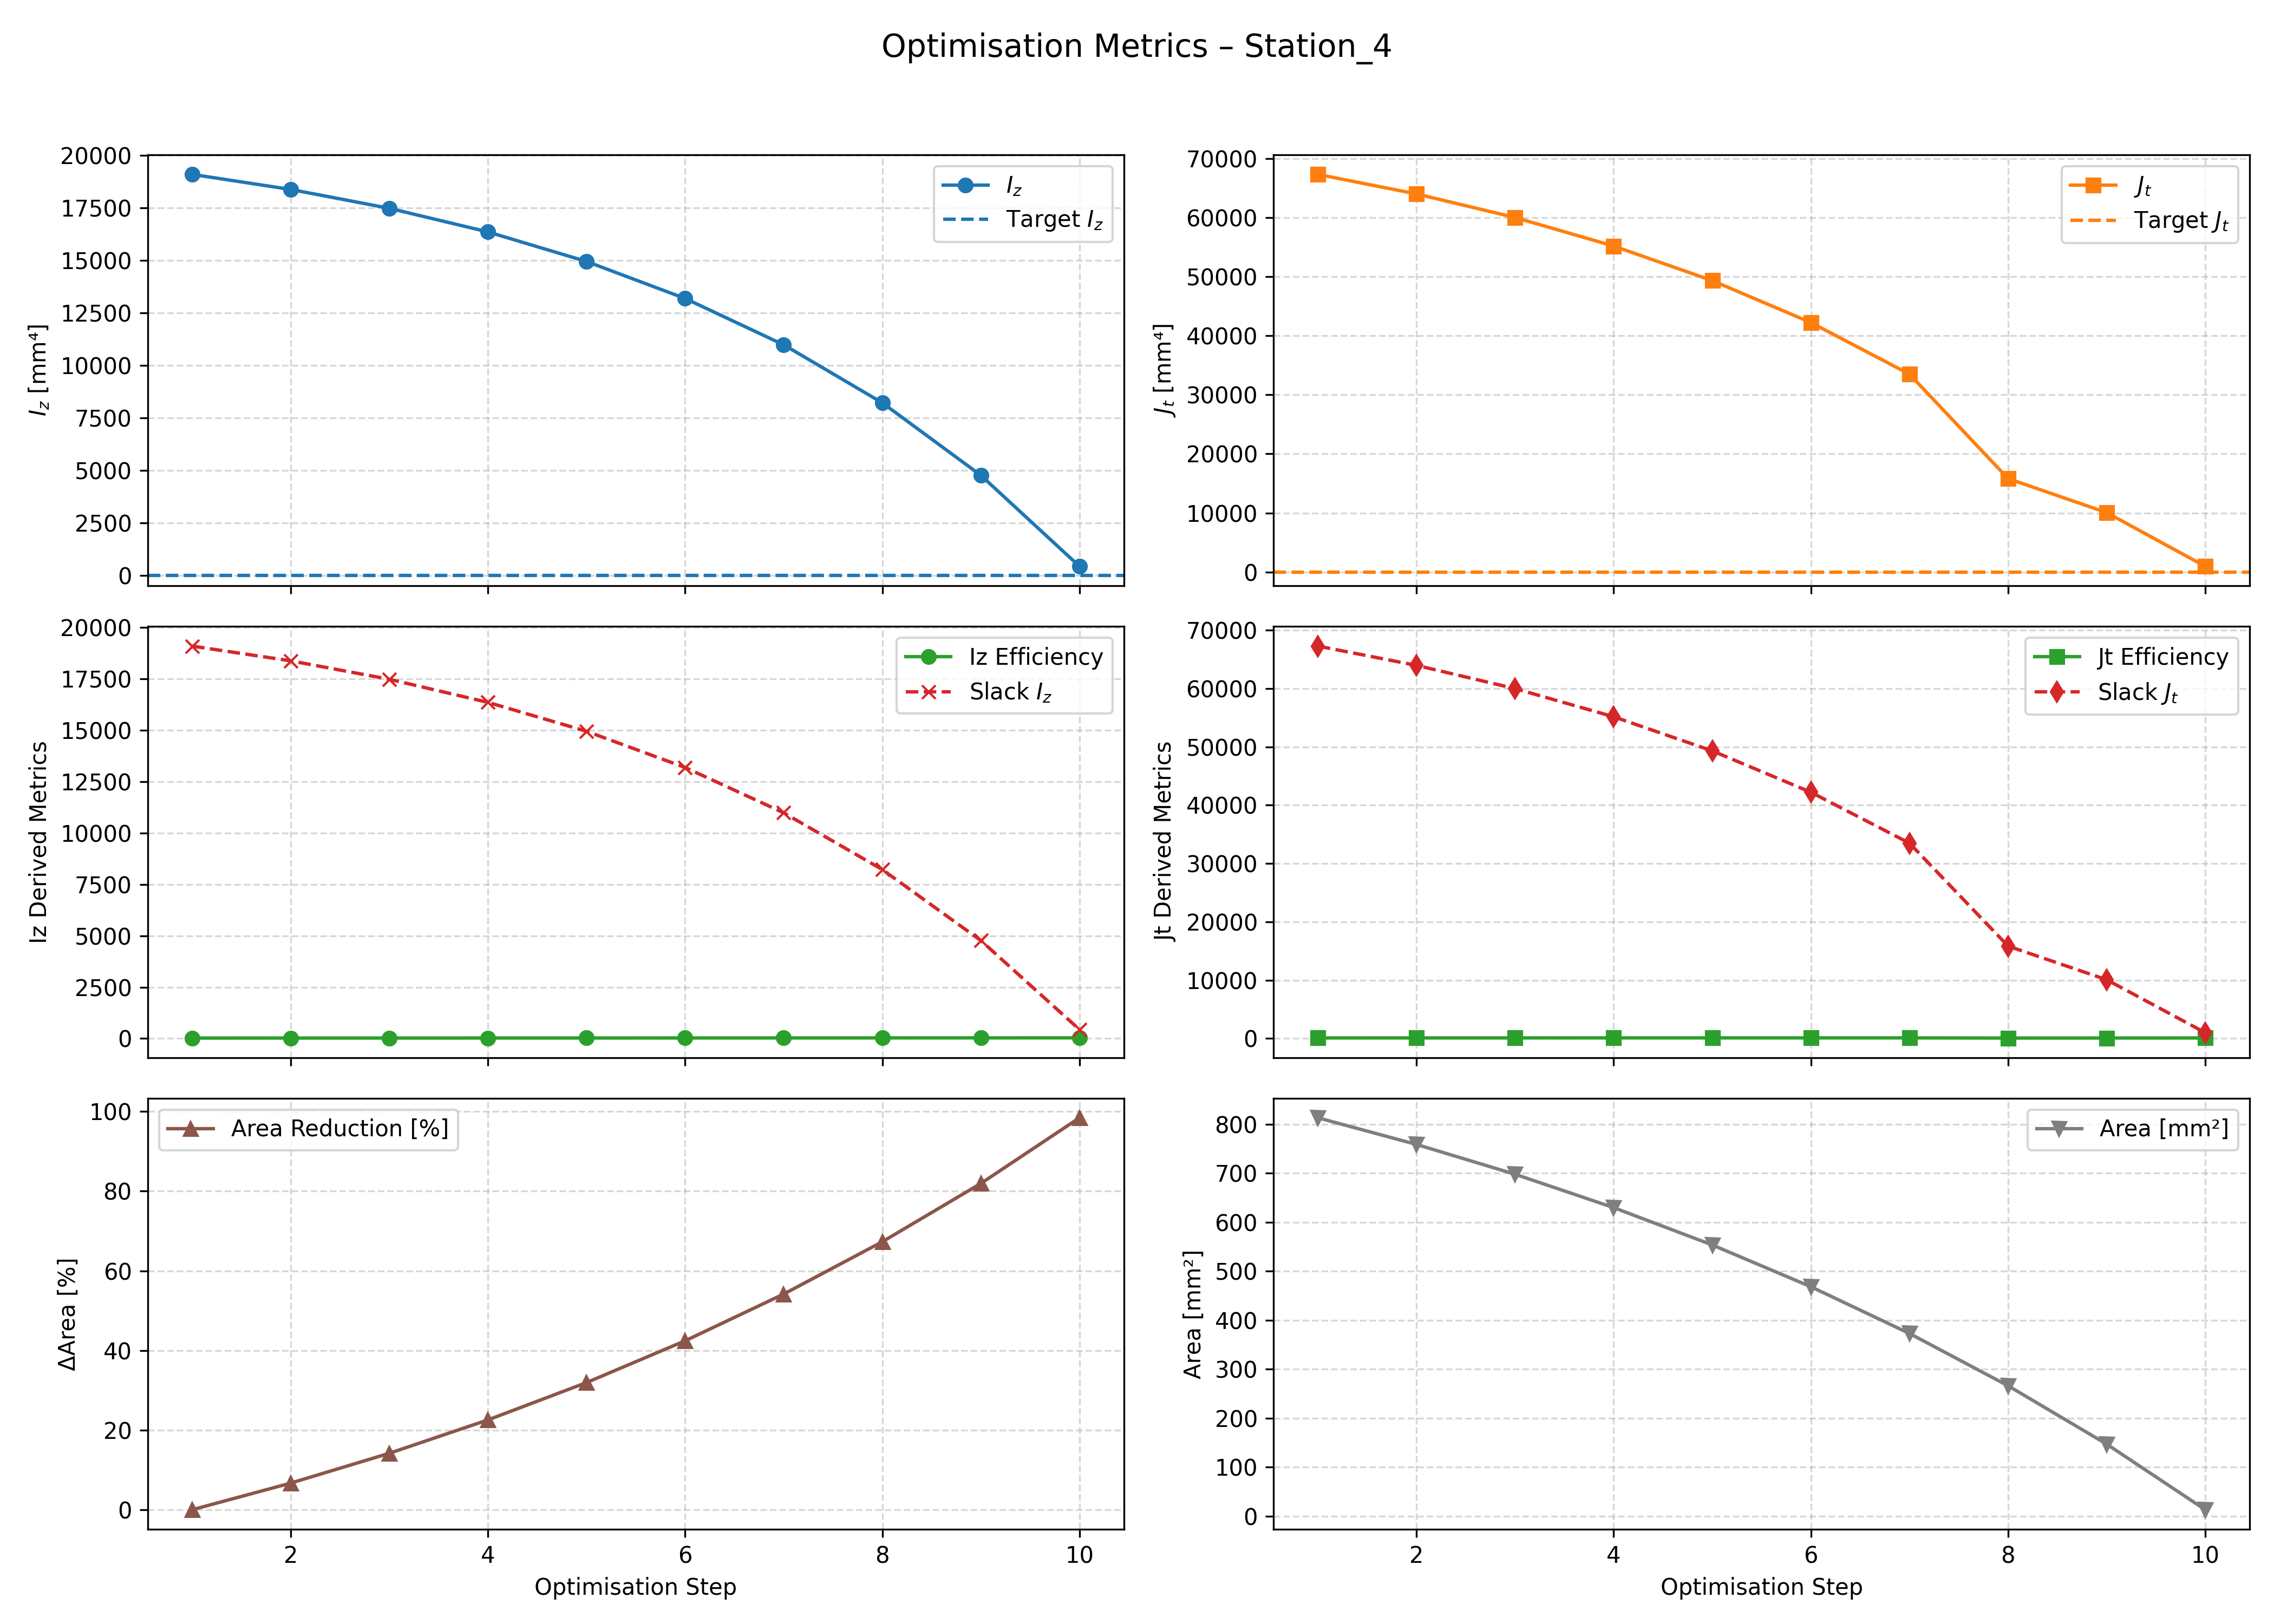 Optimisation Metrics – Station_4
20000
17500
15000
12500
10000
7500
5000
2500
0
I_z [mm⁴]
I_z
Target I_z
70000
60000
50000
40000
30000
20000
10000
0
J_t [mm⁴]
J_t
Target J_t
20000
17500
15000
12500
10000
7500
5000
2500
0
Iz Derived Metrics
Iz Efficiency
Slack I_z
70000
60000
50000
40000
30000
20000
10000
0
Jt Derived Metrics
Jt Efficiency
Slack J_t
100
80
60
40
20
0
ΔArea [%]
Area Reduction [%]
2 4 6 8 10
Optimisation Step
800
700
600
500
400
300
200
100
0
Area [mm²]
Area [mm²]
2 4 6 8 10
Optimisation Step